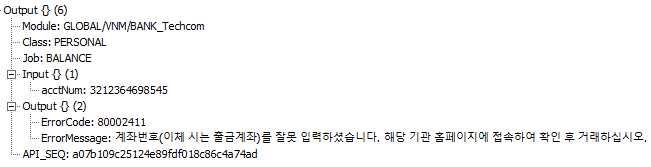 Output {} (6)
Module: GLOBAL/VNM/BANK_Techcom
Class: PERSONAL
Job: BALANCE
Input {} (1)
acctNum: 3212364698545
Output {} (2)
ErrorCode: 80002411
ErrorMessage: 계좌번호(이체 시는 출금계좌)를 잘못 입력하셨습니다. 해당 기관 홈페이지에 접속하여 확인 후 거래하십시오.
API_SEQ: a07b109c25124e89fdf018c86c4a74ad